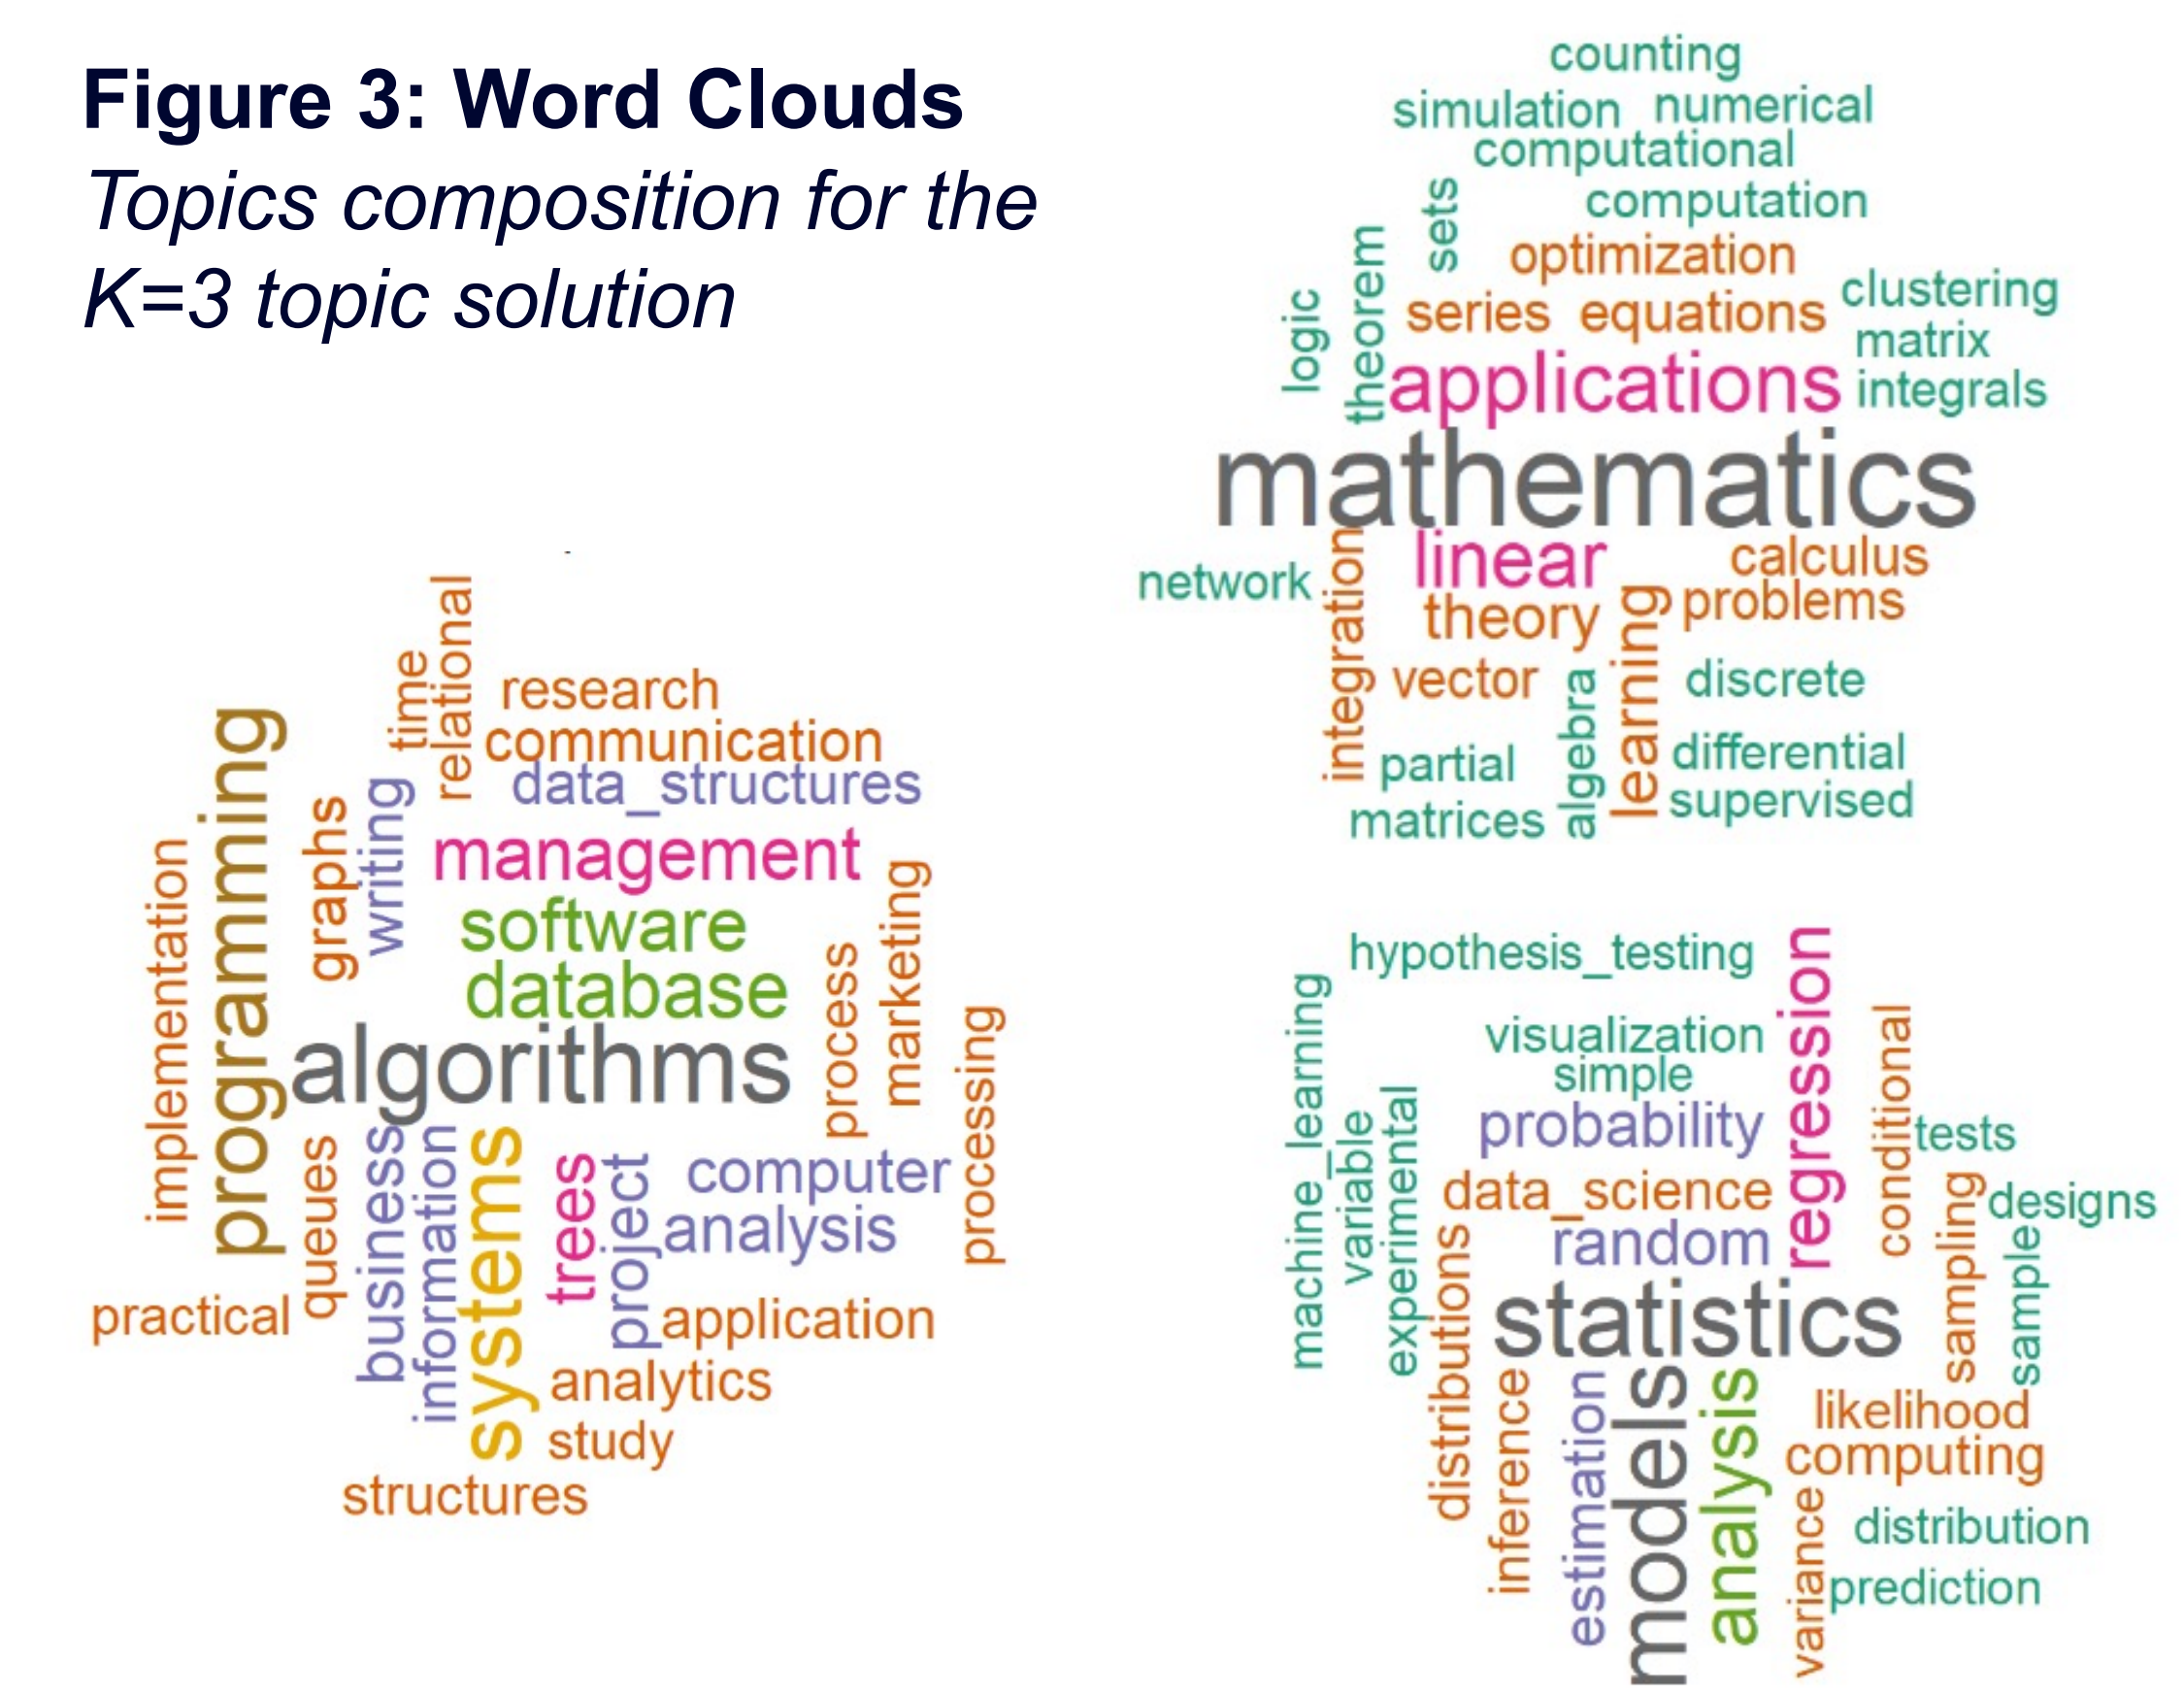 Figure 3: Word Clouds
Topics composition for the
K=3 topic solution
counting
simulation numerical
computational
sets
computation
theorem
optimization
logic
series equations
clustering
matrix
applications
integrals
mathematics
network
integration
linear
calculus
theory
learning
problems
vector
algebra
discrete
partial
differential
matrices
supervised
time
relational
research
communication
programming
data_structures
graphs
writing
management
implementation
software
marketing
database
process
algorithms
processing
queues
business
information
systems
trees
project
computer
analysis
practical
application
analytics
study
structures
hypothesis_testing
regression
machine_learning
visualization
simple
conditional
variable
experimental
probability
tests
data_science
sampling
designs
distributions
random
sample
statistics
inference
estimation
models
analysis
likelihood
computing
variance
distribution
prediction